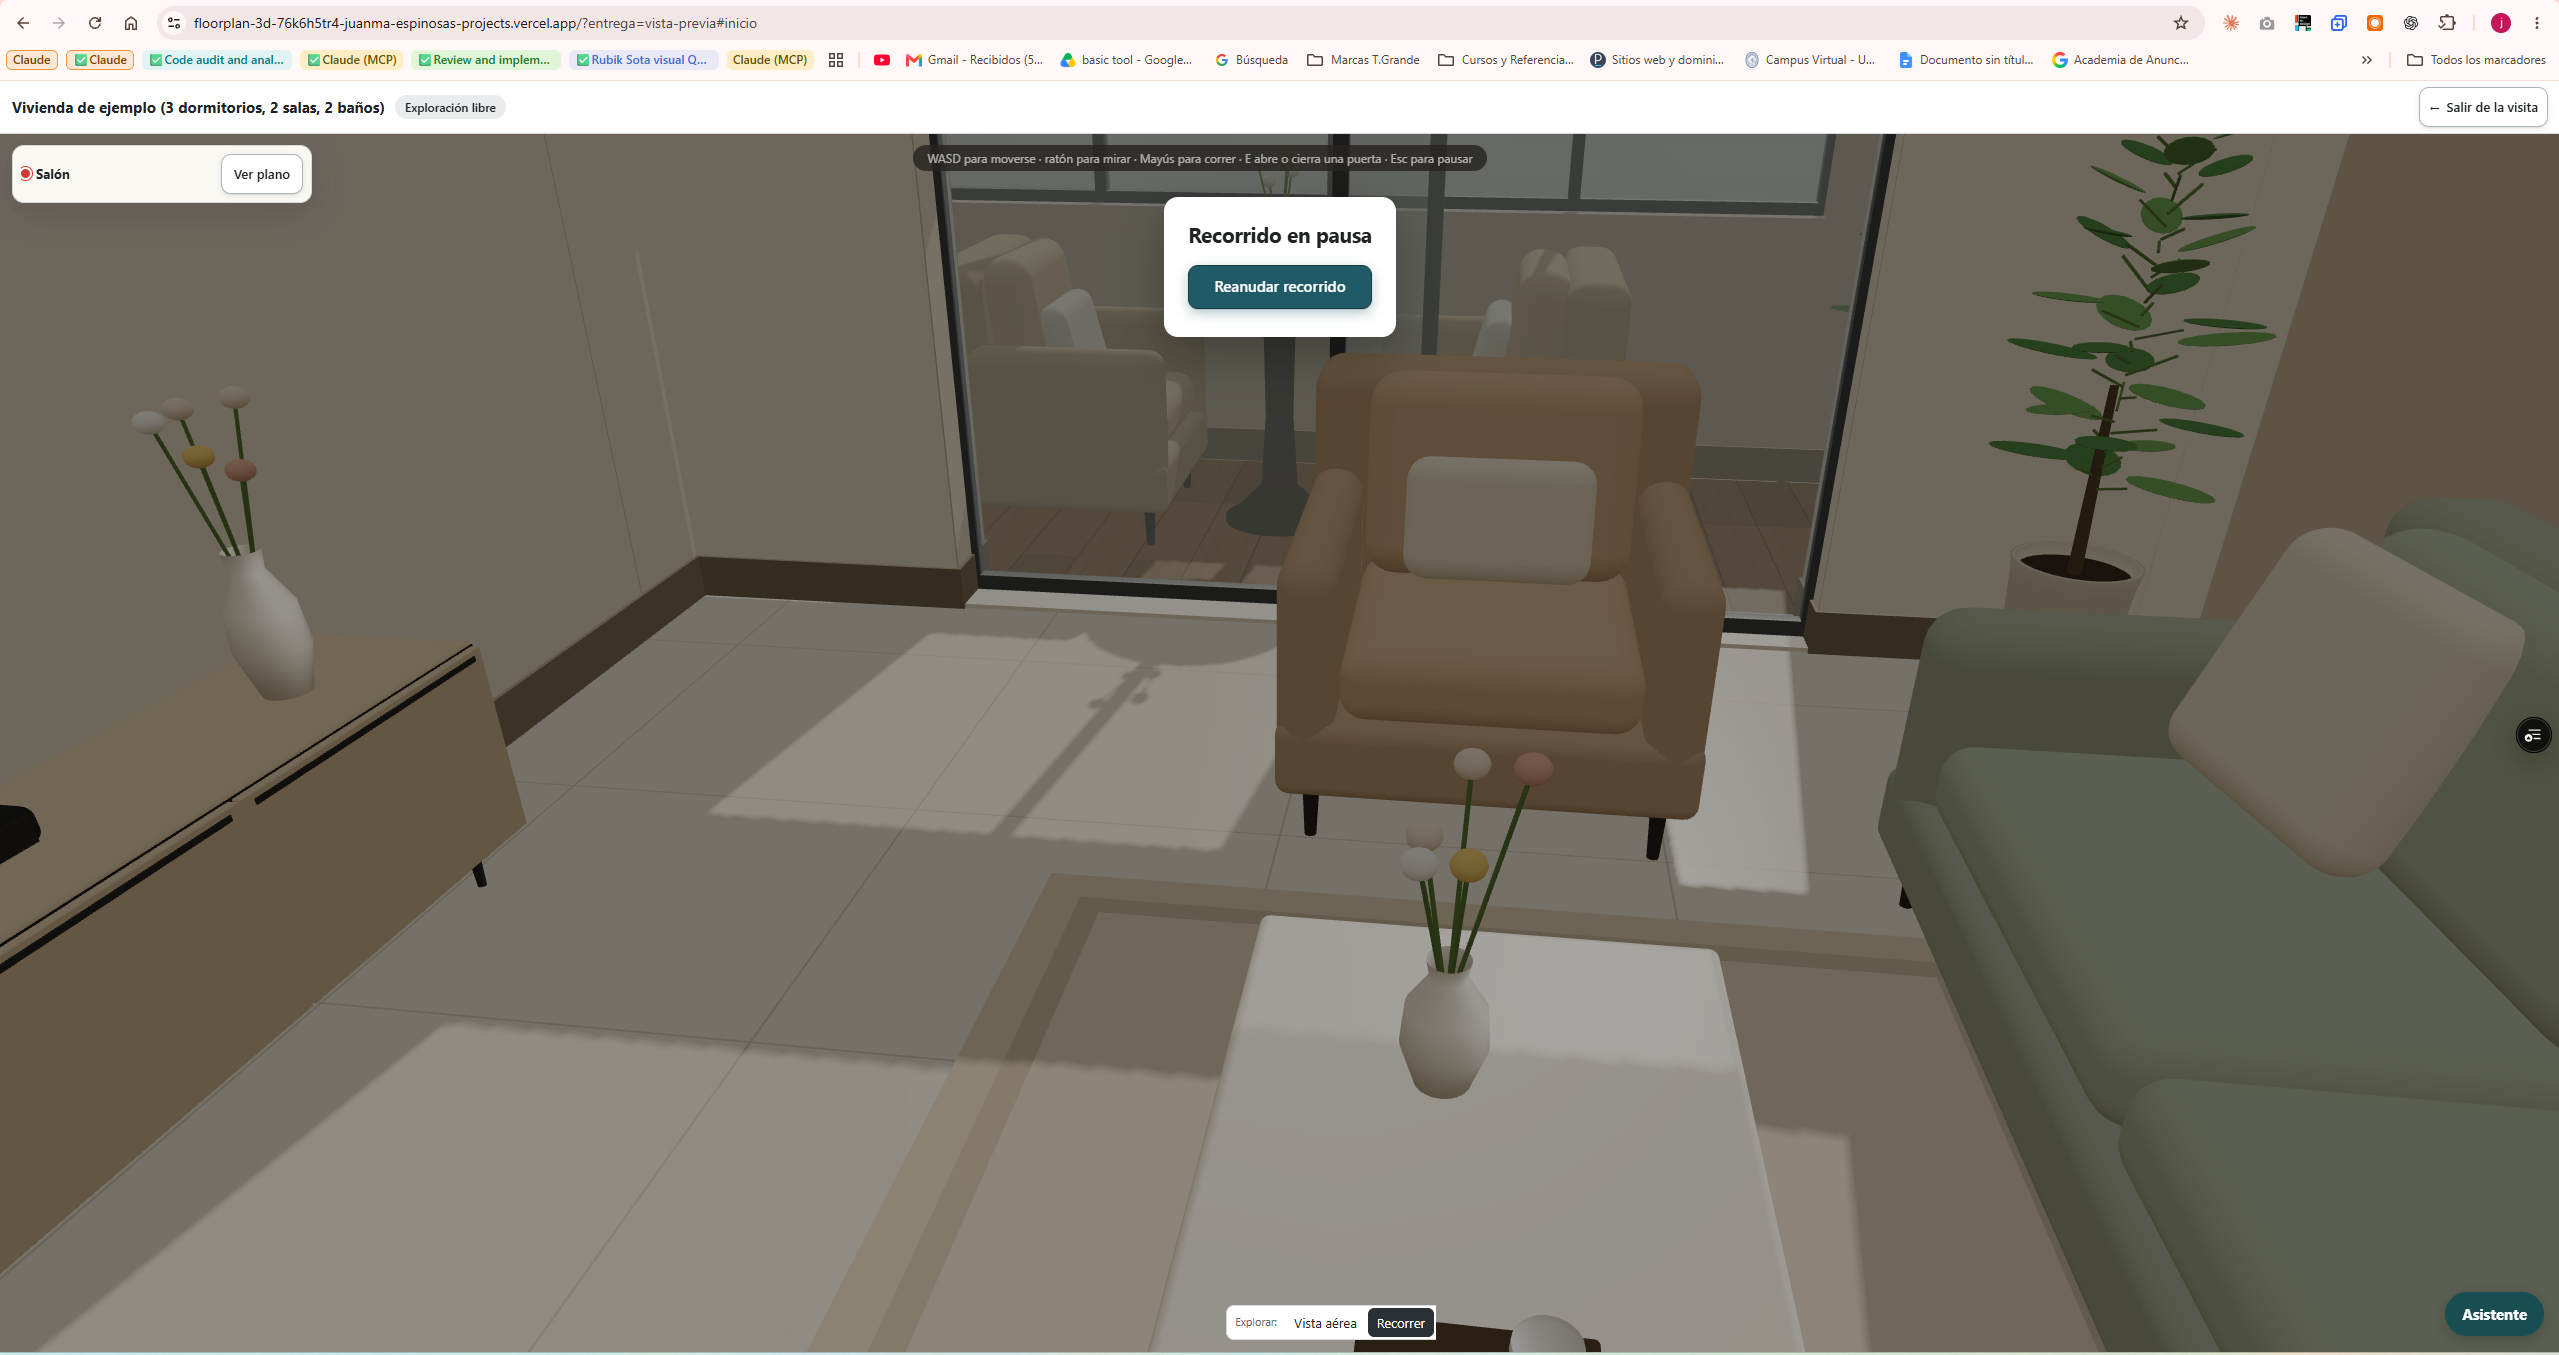 floorplan-3d-76k6h5tr4-juanma-espinosas-projects.vercel.app/?entrega=vista-previa#inicio
j
Claude
✅Claude
✅Code audit and anal...
✅Claude (MCP)
✅Review and implem...
✅Rubik Sota visual Q...
Claude (MCP)
Gmail - Recibidos (5...
basic tool - Google...
Búsqueda
Marcas T.Grande
Cursos y Referencia...
Sitios web y domini...
Campus Virtual - U...
Documento sin títul...
Academia de Anunc...
»
Todos los marcadores
Vivienda de ejemplo (3 dormitorios, 2 salas, 2 baños)
Exploración libre
← Salir de la visita
Salón
Ver plano
WASD para moverse · ratón para mirar · Mayús para correr · E abre o cierra una puerta · Esc para pausar
Recorrido en pausa
Reanudar recorrido
Explorar:
Vista aérea
Recorrer
Asistente